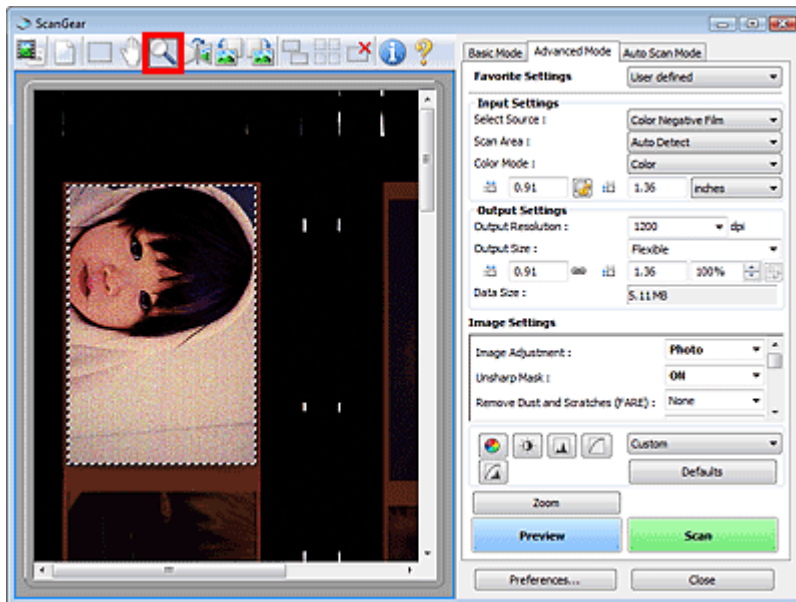 ScanGear
Basic Mode Advanced Mode Auto Scan Mode
Favorite Settings User defined
Input Settings
Select Source : Color Negative Film
Scan Area : Auto Detect
Color Mode : Color
0.91 1.36 inches
Output Settings
Output Resolution : 1200 dpi
Output Size : Flexible
0.91 1.36 100%
Data Size : 5.11MB
Image Settings
Image Adjustment : Photo
Unsharp Mask : ON
Remove Dust and Scratches (FARE) : None
Custom
Defaults
Zoom
Preview Scan
Preferences... Close